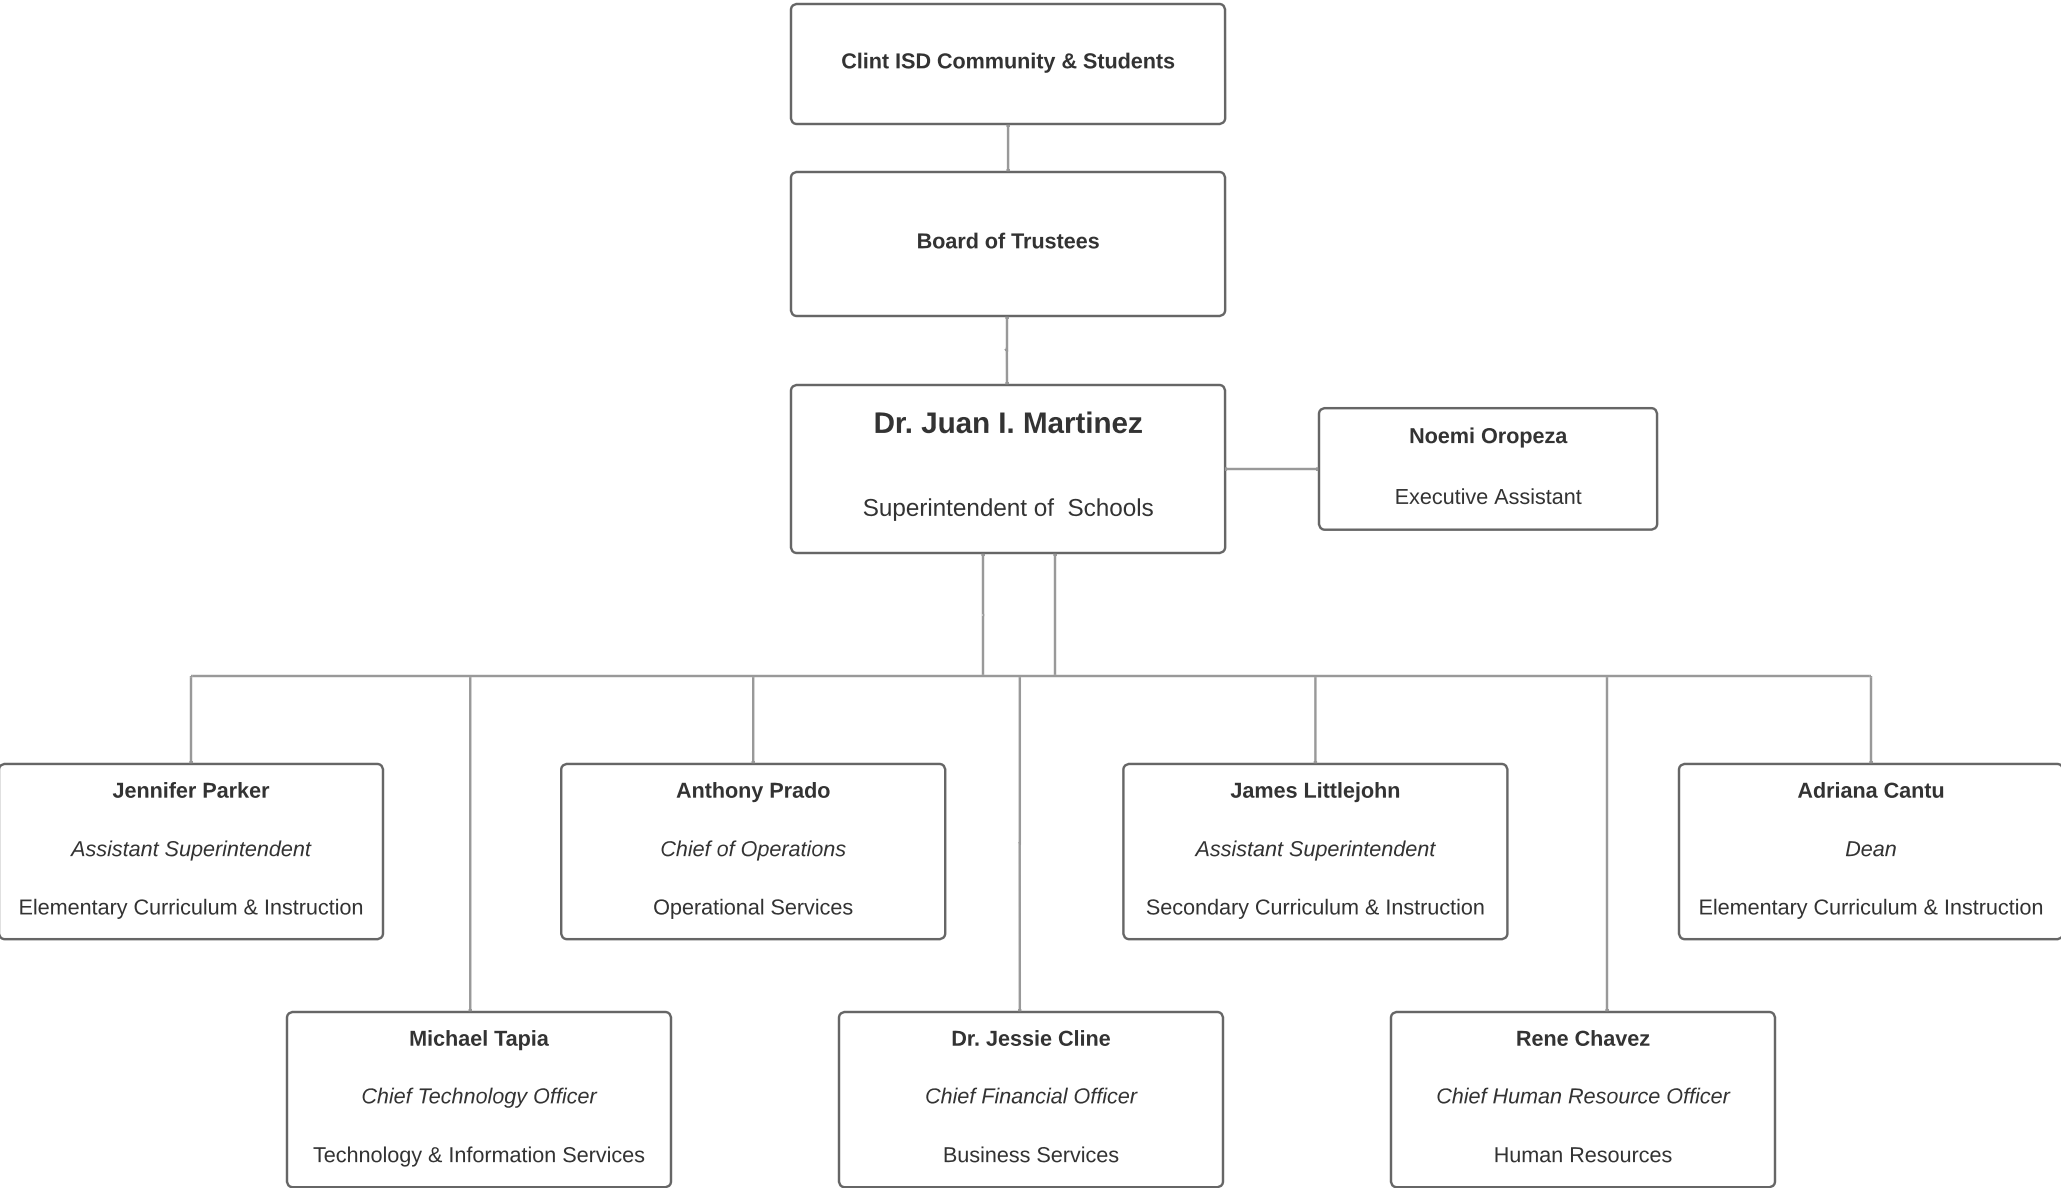 Clint ISD Community & Students
Board of Trustees
Dr. Juan I. Martinez
Superintendent of  Schools
Noemi Oropeza
Executive Assistant
Jennifer Parker
Assistant Superintendent
Elementary Curriculum & Instruction
Anthony Prado
Chief of Operations
Operational Services
James Littlejohn
Assistant Superintendent
Secondary Curriculum & Instruction
Adriana Cantu
Dean
Elementary Curriculum & Instruction
Michael Tapia
Chief Technology Officer
Technology & Information Services
Dr. Jessie Cline
Chief Financial Officer
Business Services
Rene Chavez
Chief Human Resource Officer
Human Resources